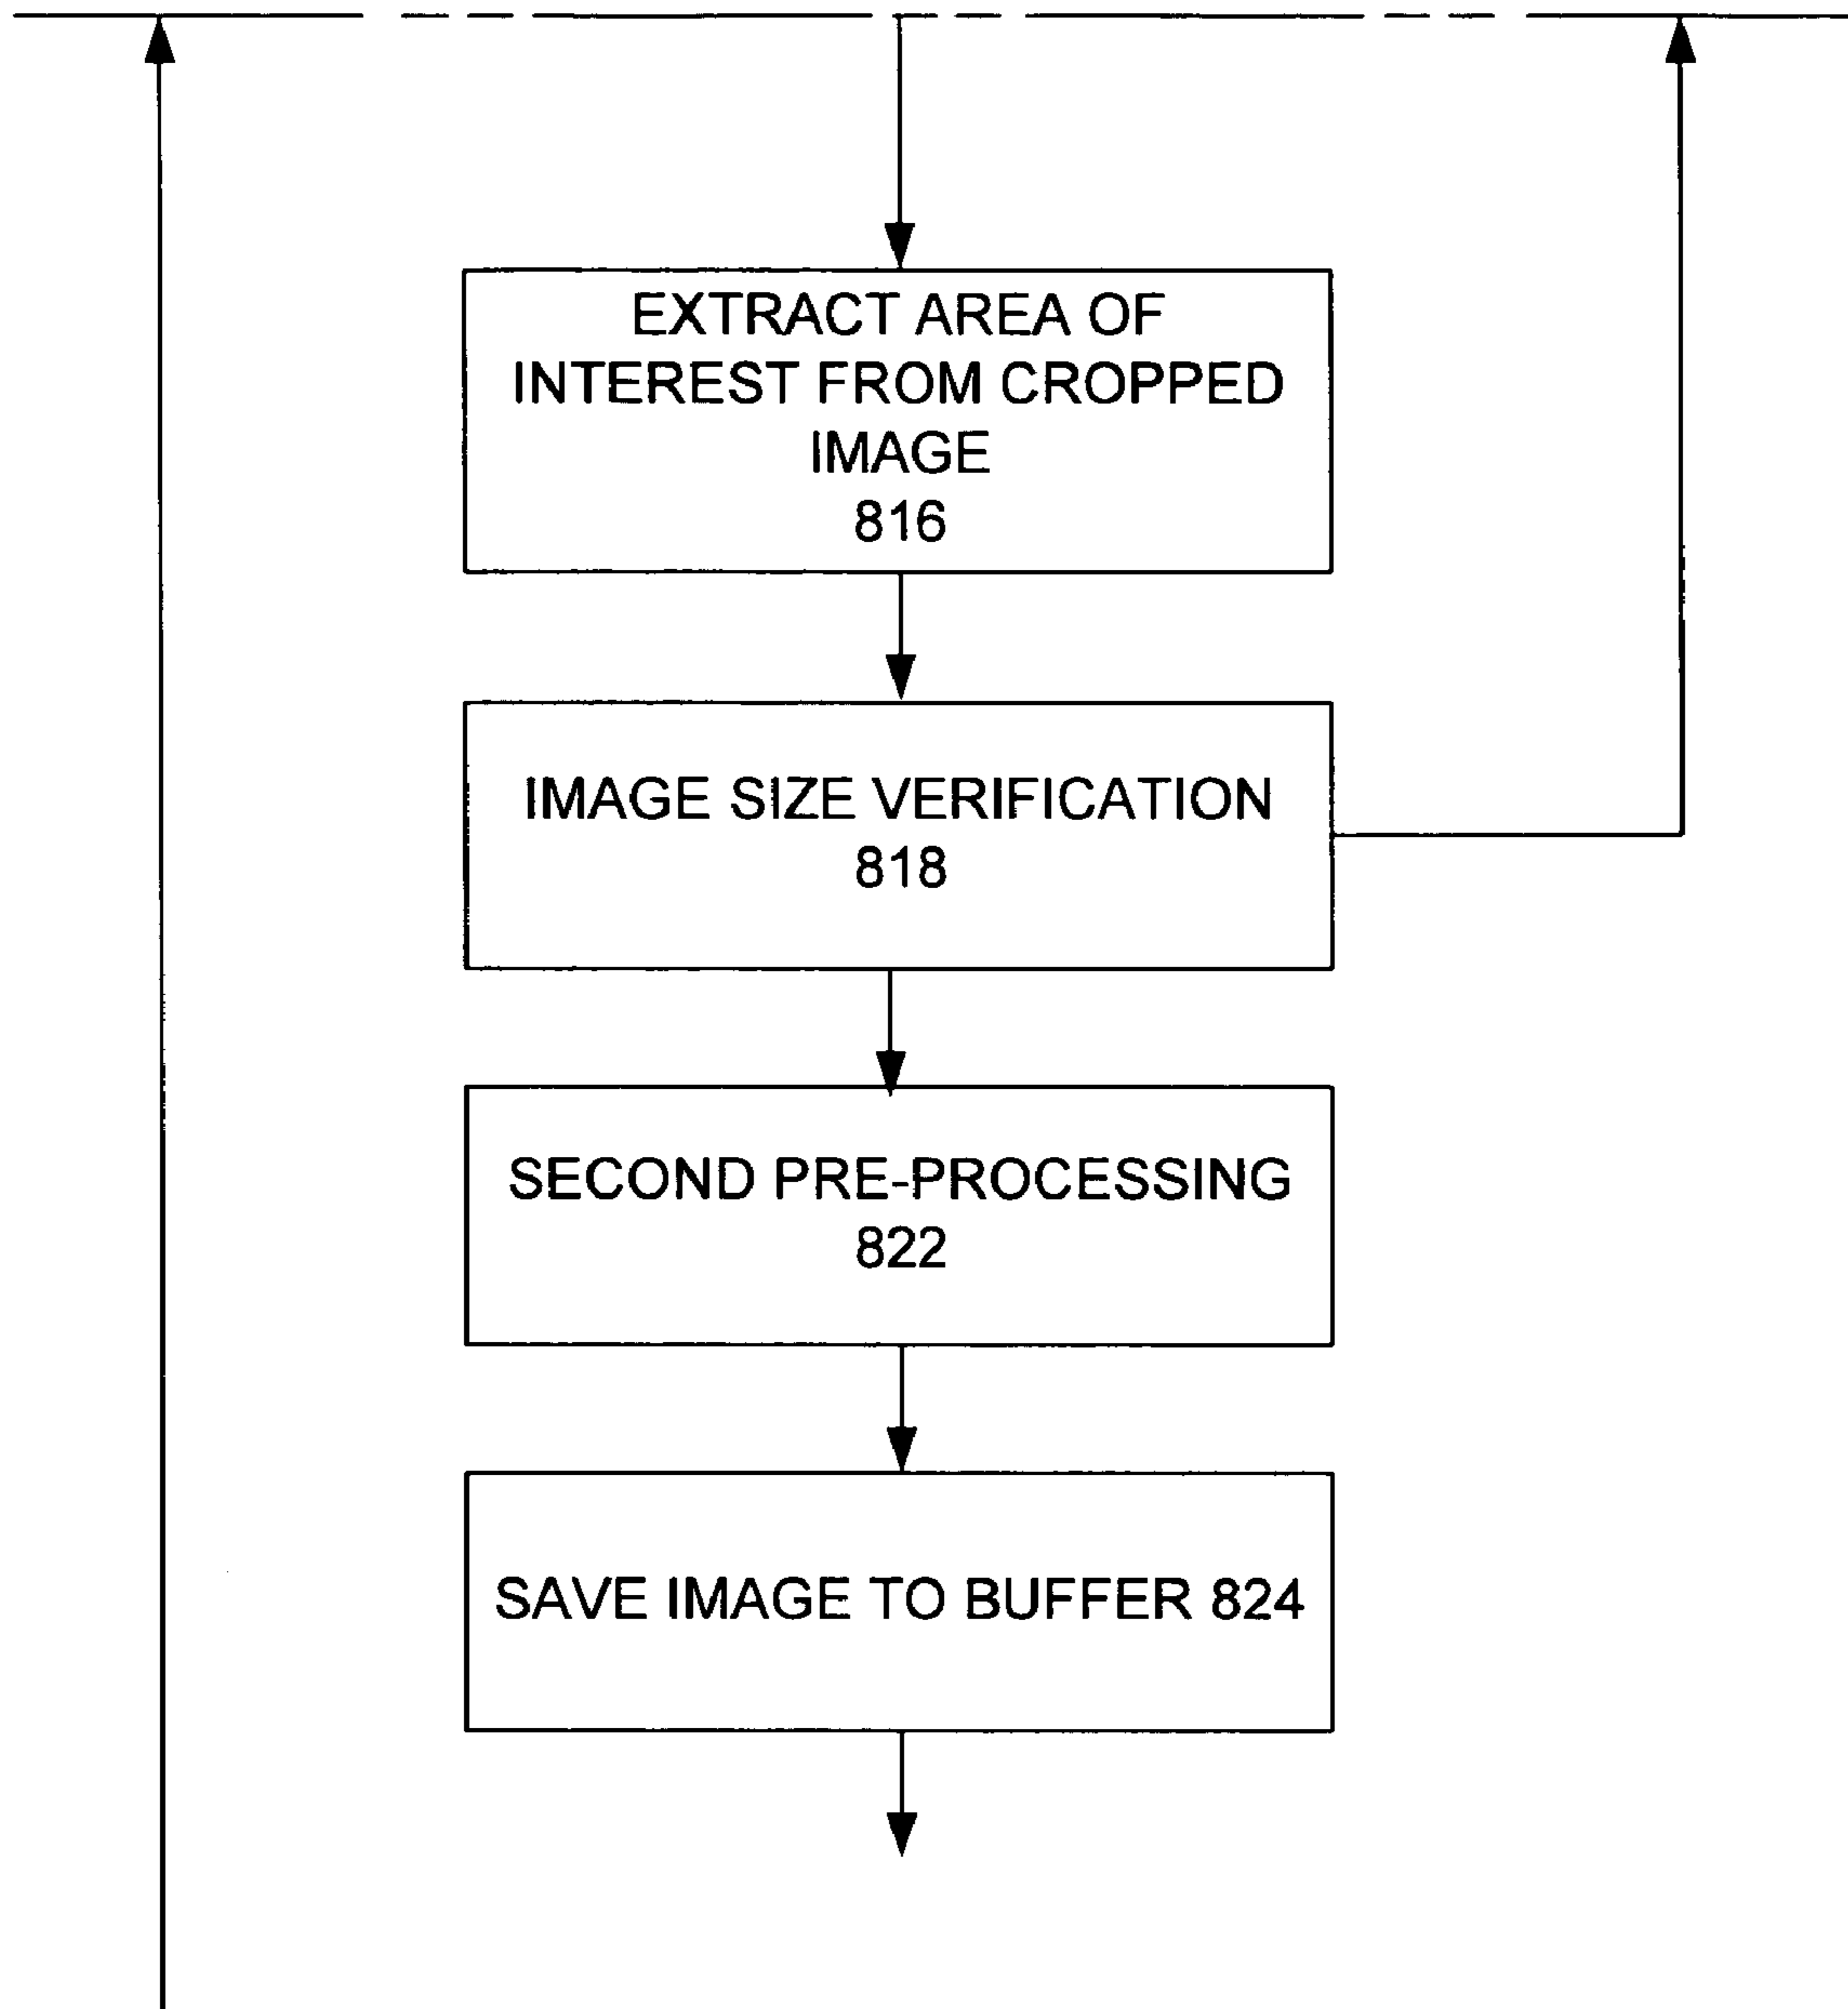 EXTRACT AREA OF
INTEREST FROM CROPPED
IMAGE
816
IMAGE SIZE VERIFICATION
818
SECOND PRE-PROCESSING
822
SAVE IMAGE TO BUFFER 824